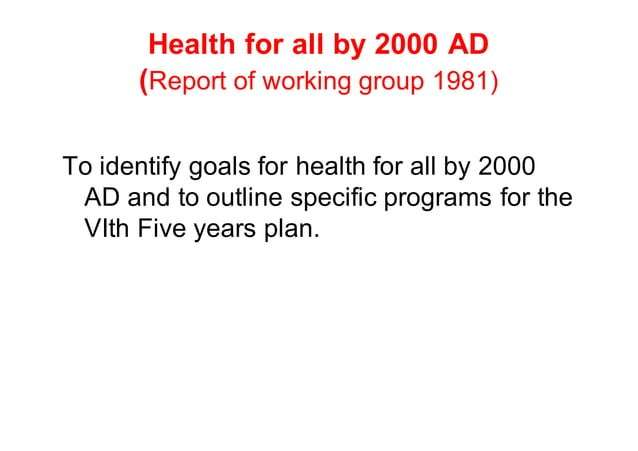 Health for all by 2000 AD
(Report of working group 1981)
To identify goals for health for all by 2000
AD and to outline specific programs for the
VIth Five years plan.